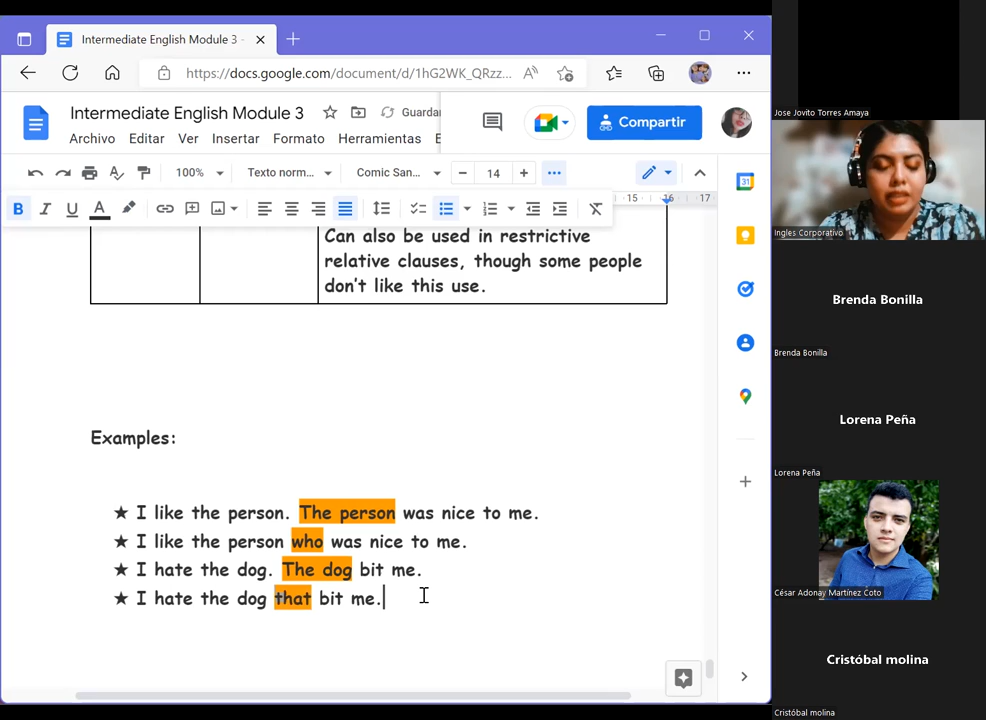 Intermediate English Module 3 -
https://docs.google.com/document/d/1hG2WK_QRzz...
Intermediate English Module 3
Guardar
Compartir
Archivo Editar Ver Insertar Formato Herramientas E
100% Texto norm... Comic San... 14
15 16 17
Can also be used in restrictive
relative clauses, though some people
don't like this use.
Examples:
★ I like the person. The person was nice to me.
★ I like the person who was nice to me.
★ I hate the dog. The dog bit me.
★ I hate the dog that bit me.
Jose Jovito Torres Amaya
Ingles Corporativo
Brenda Bonilla
Brenda Bonilla
Lorena Peña
Lorena Peña
César Adonay Martínez Coto
Cristóbal molina
Cristóbal molina